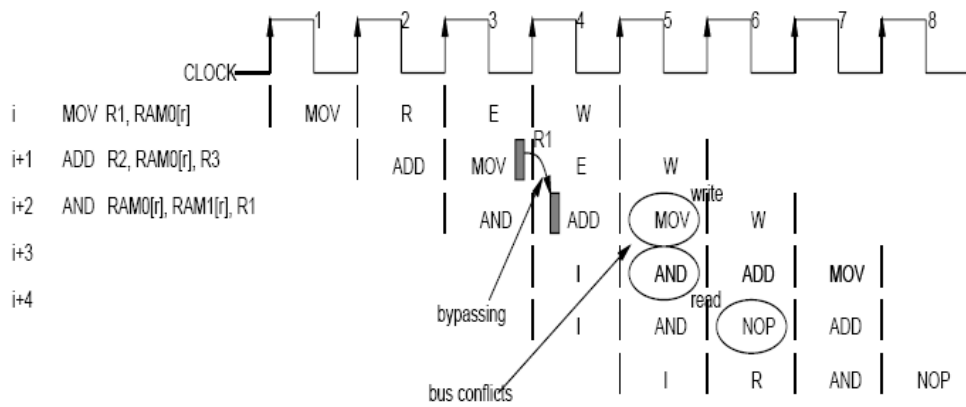 1 2 3 4 5 6 7 8
CLOCK
i MOV R1, RAM0[r] MOV R E W
R1
i+1 ADD R2, RAM0[r], R3 ADD MOV E W
write
i+2 AND RAM0[r], RAM1[r], R1 AND ADD MOV W
i+3
I AND ADD MOV
i+4
read
bypassing
I AND NOP ADD
bus conflicts
I R AND NOP